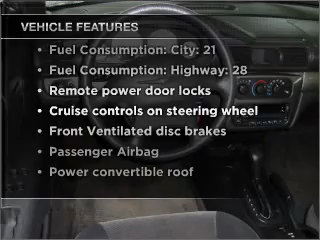 VEHICLE FEATURES
• Fuel Consumption: City: 21
• Fuel Consumption: Highway: 28
• Remote power door locks
• Cruise controls on steering wheel
• Front Ventilated disc brakes
• Passenger Airbag
• Power convertible roof